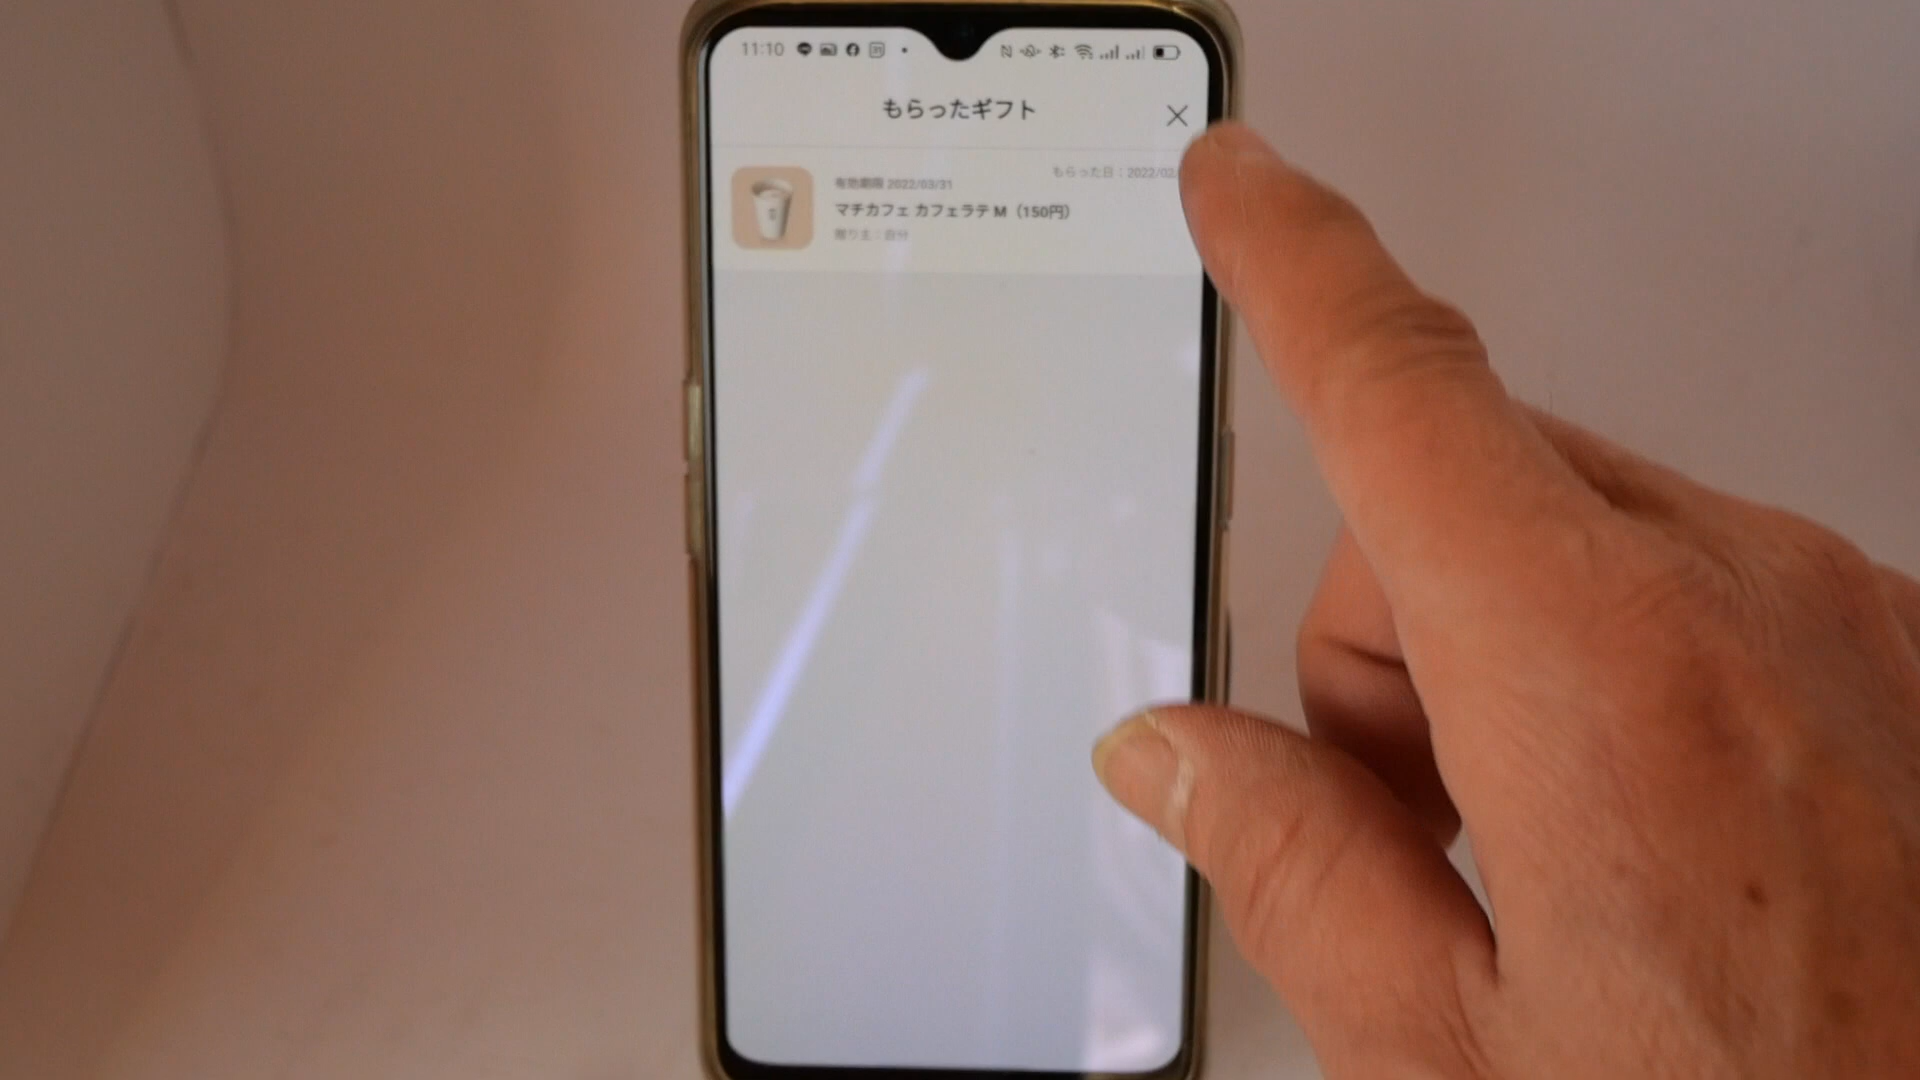 11:10
もらったギフト
もらった日：2022/02
有効期限 2022/03/31
マチカフェ カフェラテ M（150円）
贈り主：自分